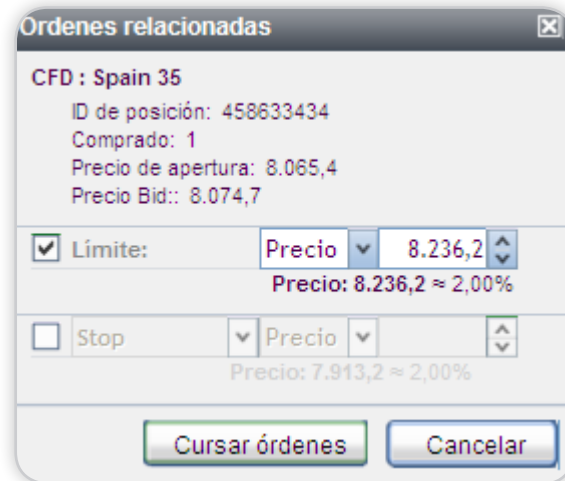 Ordenes relacionadas
CFD : Spain 35
ID de posición: 458633434
Comprado: 1
Precio de apertura: 8.065,4
Precio Bid:: 8.074,7
Límite: Precio 8.236,2
Precio: 8.236,2 ≈ 2,00%
Stop Precio
Precio: 7.913,2 ≈ 2,00%
Cursar órdenes Cancelar